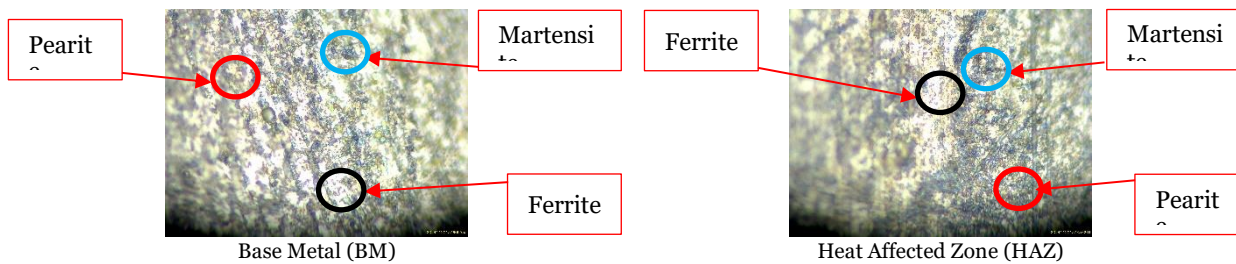 Pearit
Martensi
Ferrite
Base Metal (BM)
Ferrite
Martensi
Pearit
Heat Affected Zone (HAZ)